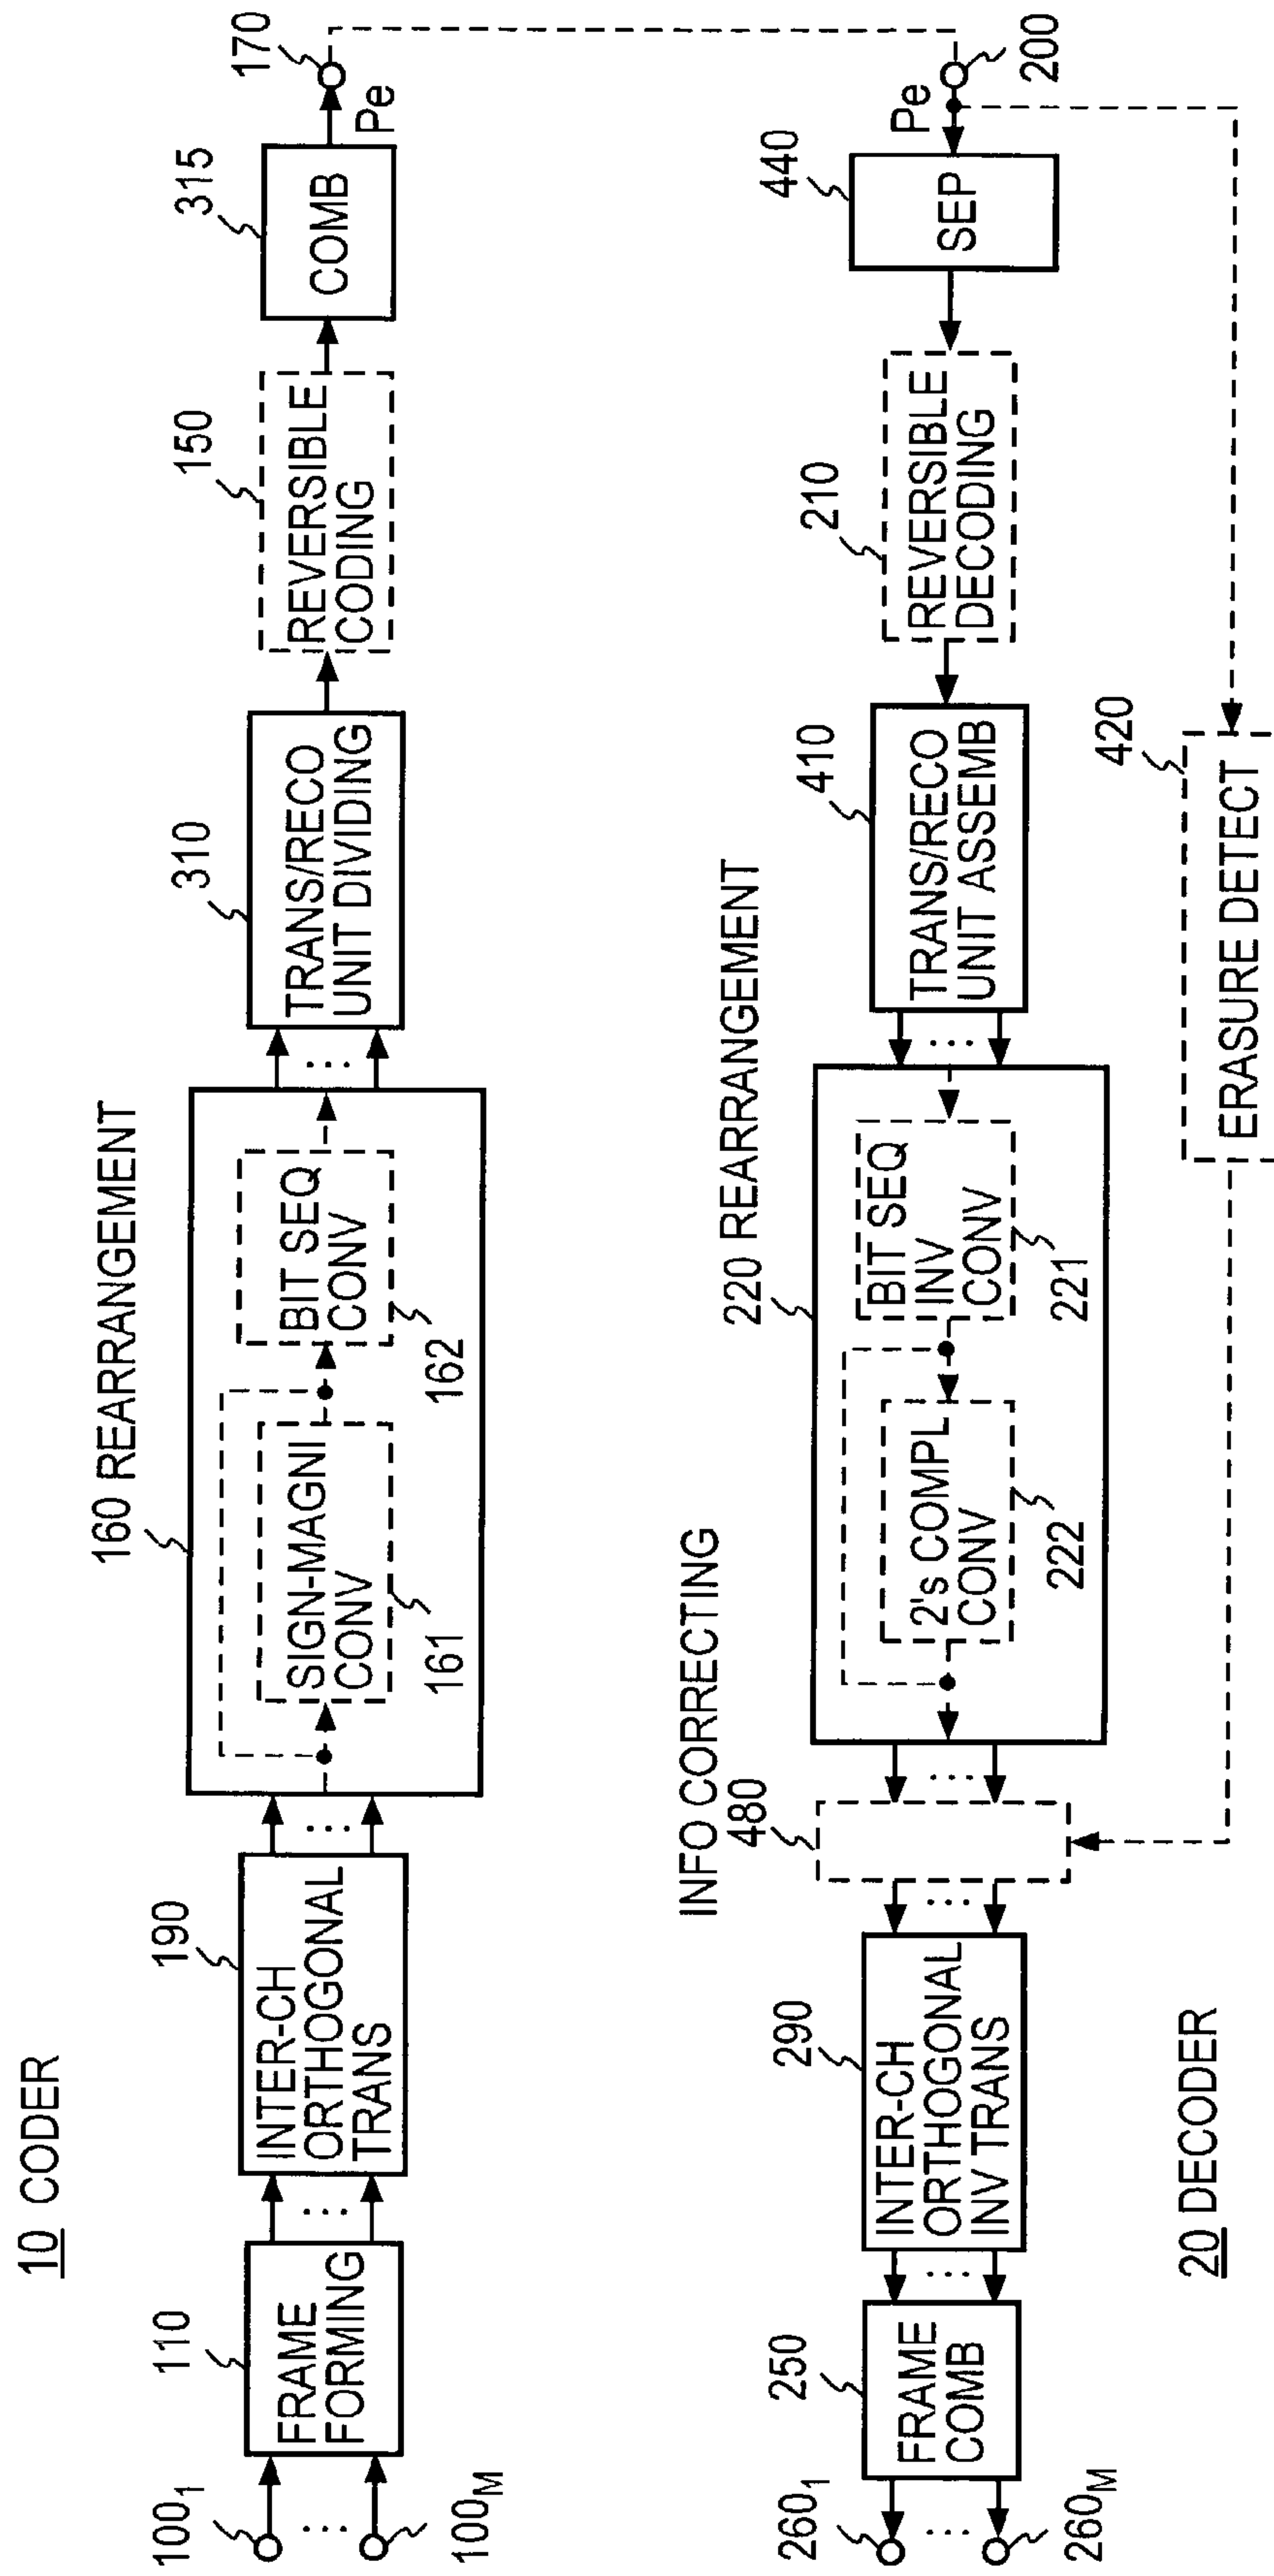 10 CODER
100₁
100M
110
FRAME
FORMING
190
INTER-CH
ORTHOGONAL
TRANS
160 REARRANGEMENT
SIGN-MAGNI
CONV
161
BIT SEQ
CONV
162
310
TRANS/RECO
UNIT DIVIDING
150
REVERSIBLE
CODING
315
COMB
Pe
170
260₁
260M
250
FRAME
COMB
290
INTER-CH
ORTHOGONAL
INV TRANS
INFO CORRECTING
480
220 REARRANGEMENT
2's COMPL
CONV
222
BIT SEQ
INV
CONV
221
410
TRANS/RECO
UNIT ASSEMB
210
REVERSIBLE
DECODING
440
SEP
Pe
200
420
ERASURE DETECT
20 DECODER